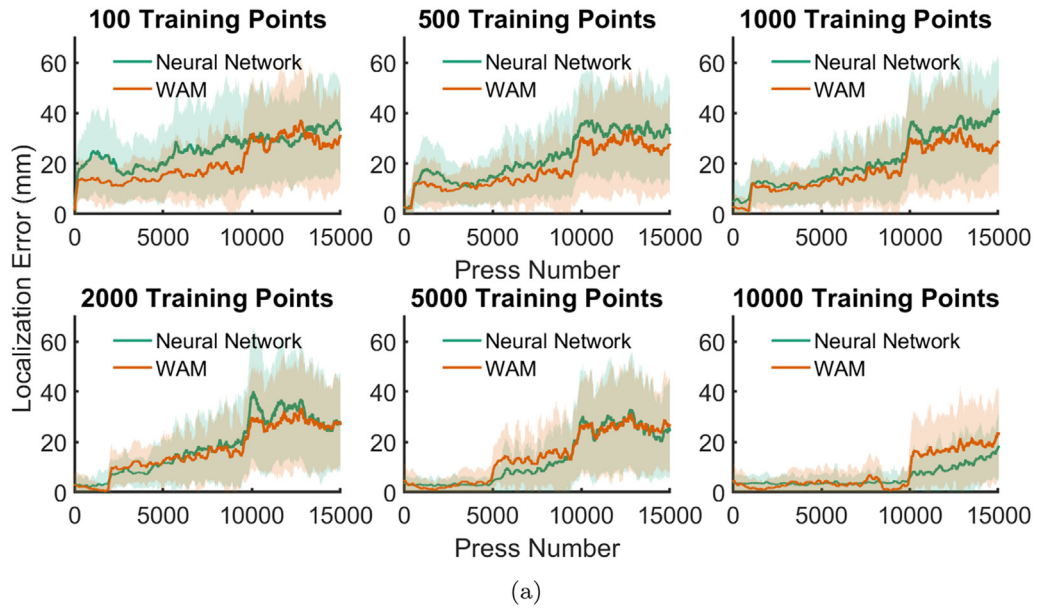 100 Training Points
500 Training Points
1000 Training Points
Localization Error (mm)
60
40
20
0
Neural Network
WAM
0
5000
10000
15000
60
40
20
0
Neural Network
WAM
0
5000
10000
15000
Press Number
60
40
20
0
Neural Network
WAM
0
5000
10000
15000
2000 Training Points
5000 Training Points
10000 Training Points
60
40
20
0
Neural Network
WAM
0
5000
10000
15000
60
40
20
0
Neural Network
WAM
0
5000
10000
15000
Press Number
60
40
20
0
Neural Network
WAM
0
5000
10000
15000
(a)